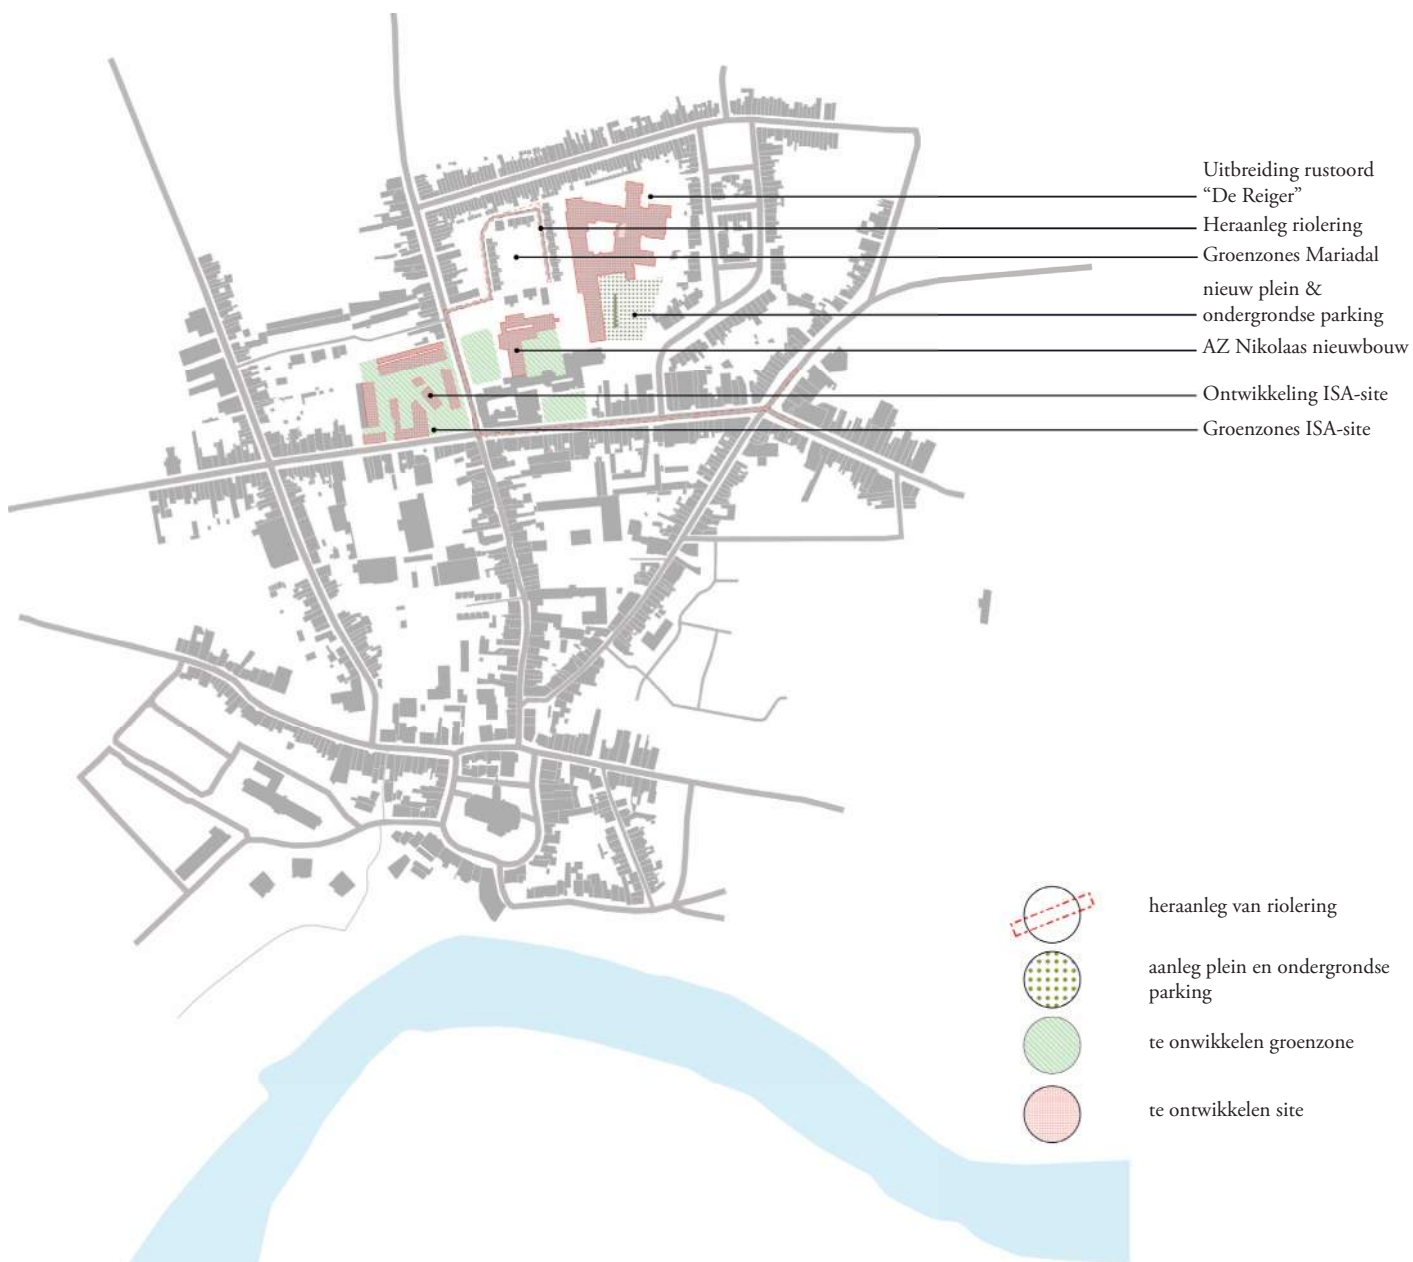 Uitbreiding rustoord
“De Reiger”
Heraanleg riolering
Groenzones Mariadal
nieuw plein &
ondergrondse parking
AZ Nikolaas nieuwbouw
Ontwikkeling ISA-site
Groenzones ISA-site
heraanleg van riolering
aanleg plein en ondergrondse
parking
te onwikkelen groenzone
te ontwikkelen site